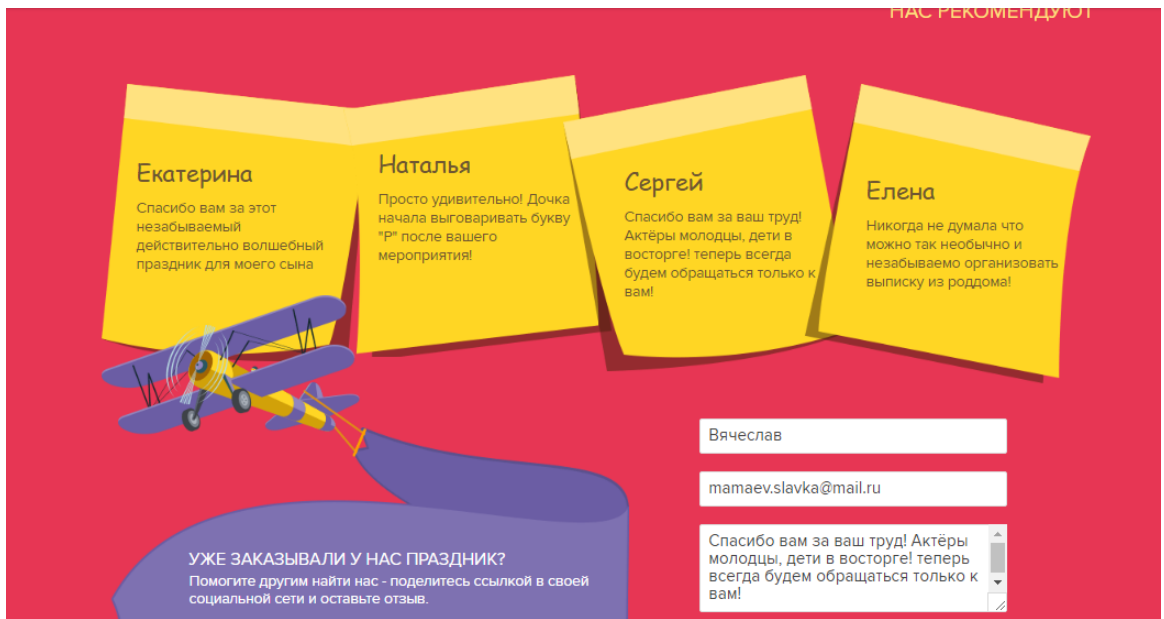 НАС РЕКОМЕНДУЮТ
Екатерина
Спасибо вам за этот
незабываемый
действительно волшебный
праздник для моего сына
Наталья
Просто удивительно! Дочка
начала выговаривать букву
"Р" после вашего
мероприятия!
Сергей
Спасибо вам за ваш труд!
Актёры молодцы, дети в
восторге! теперь всегда
будем обращаться только к
вам!
Елена
Никогда не думала что
можно так необычно и
незабываемо организовать
выписку из роддома!
Вячеслав
mamaev.slavka@mail.ru
Спасибо вам за ваш труд! Актёры
молодцы, дети в восторге! теперь
всегда будем обращаться только к
вам!
УЖЕ ЗАКАЗЫВАЛИ У НАС ПРАЗДНИК?
Помогите другим найти нас - поделитесь ссылкой в своей
социальной сети и оставьте отзыв.